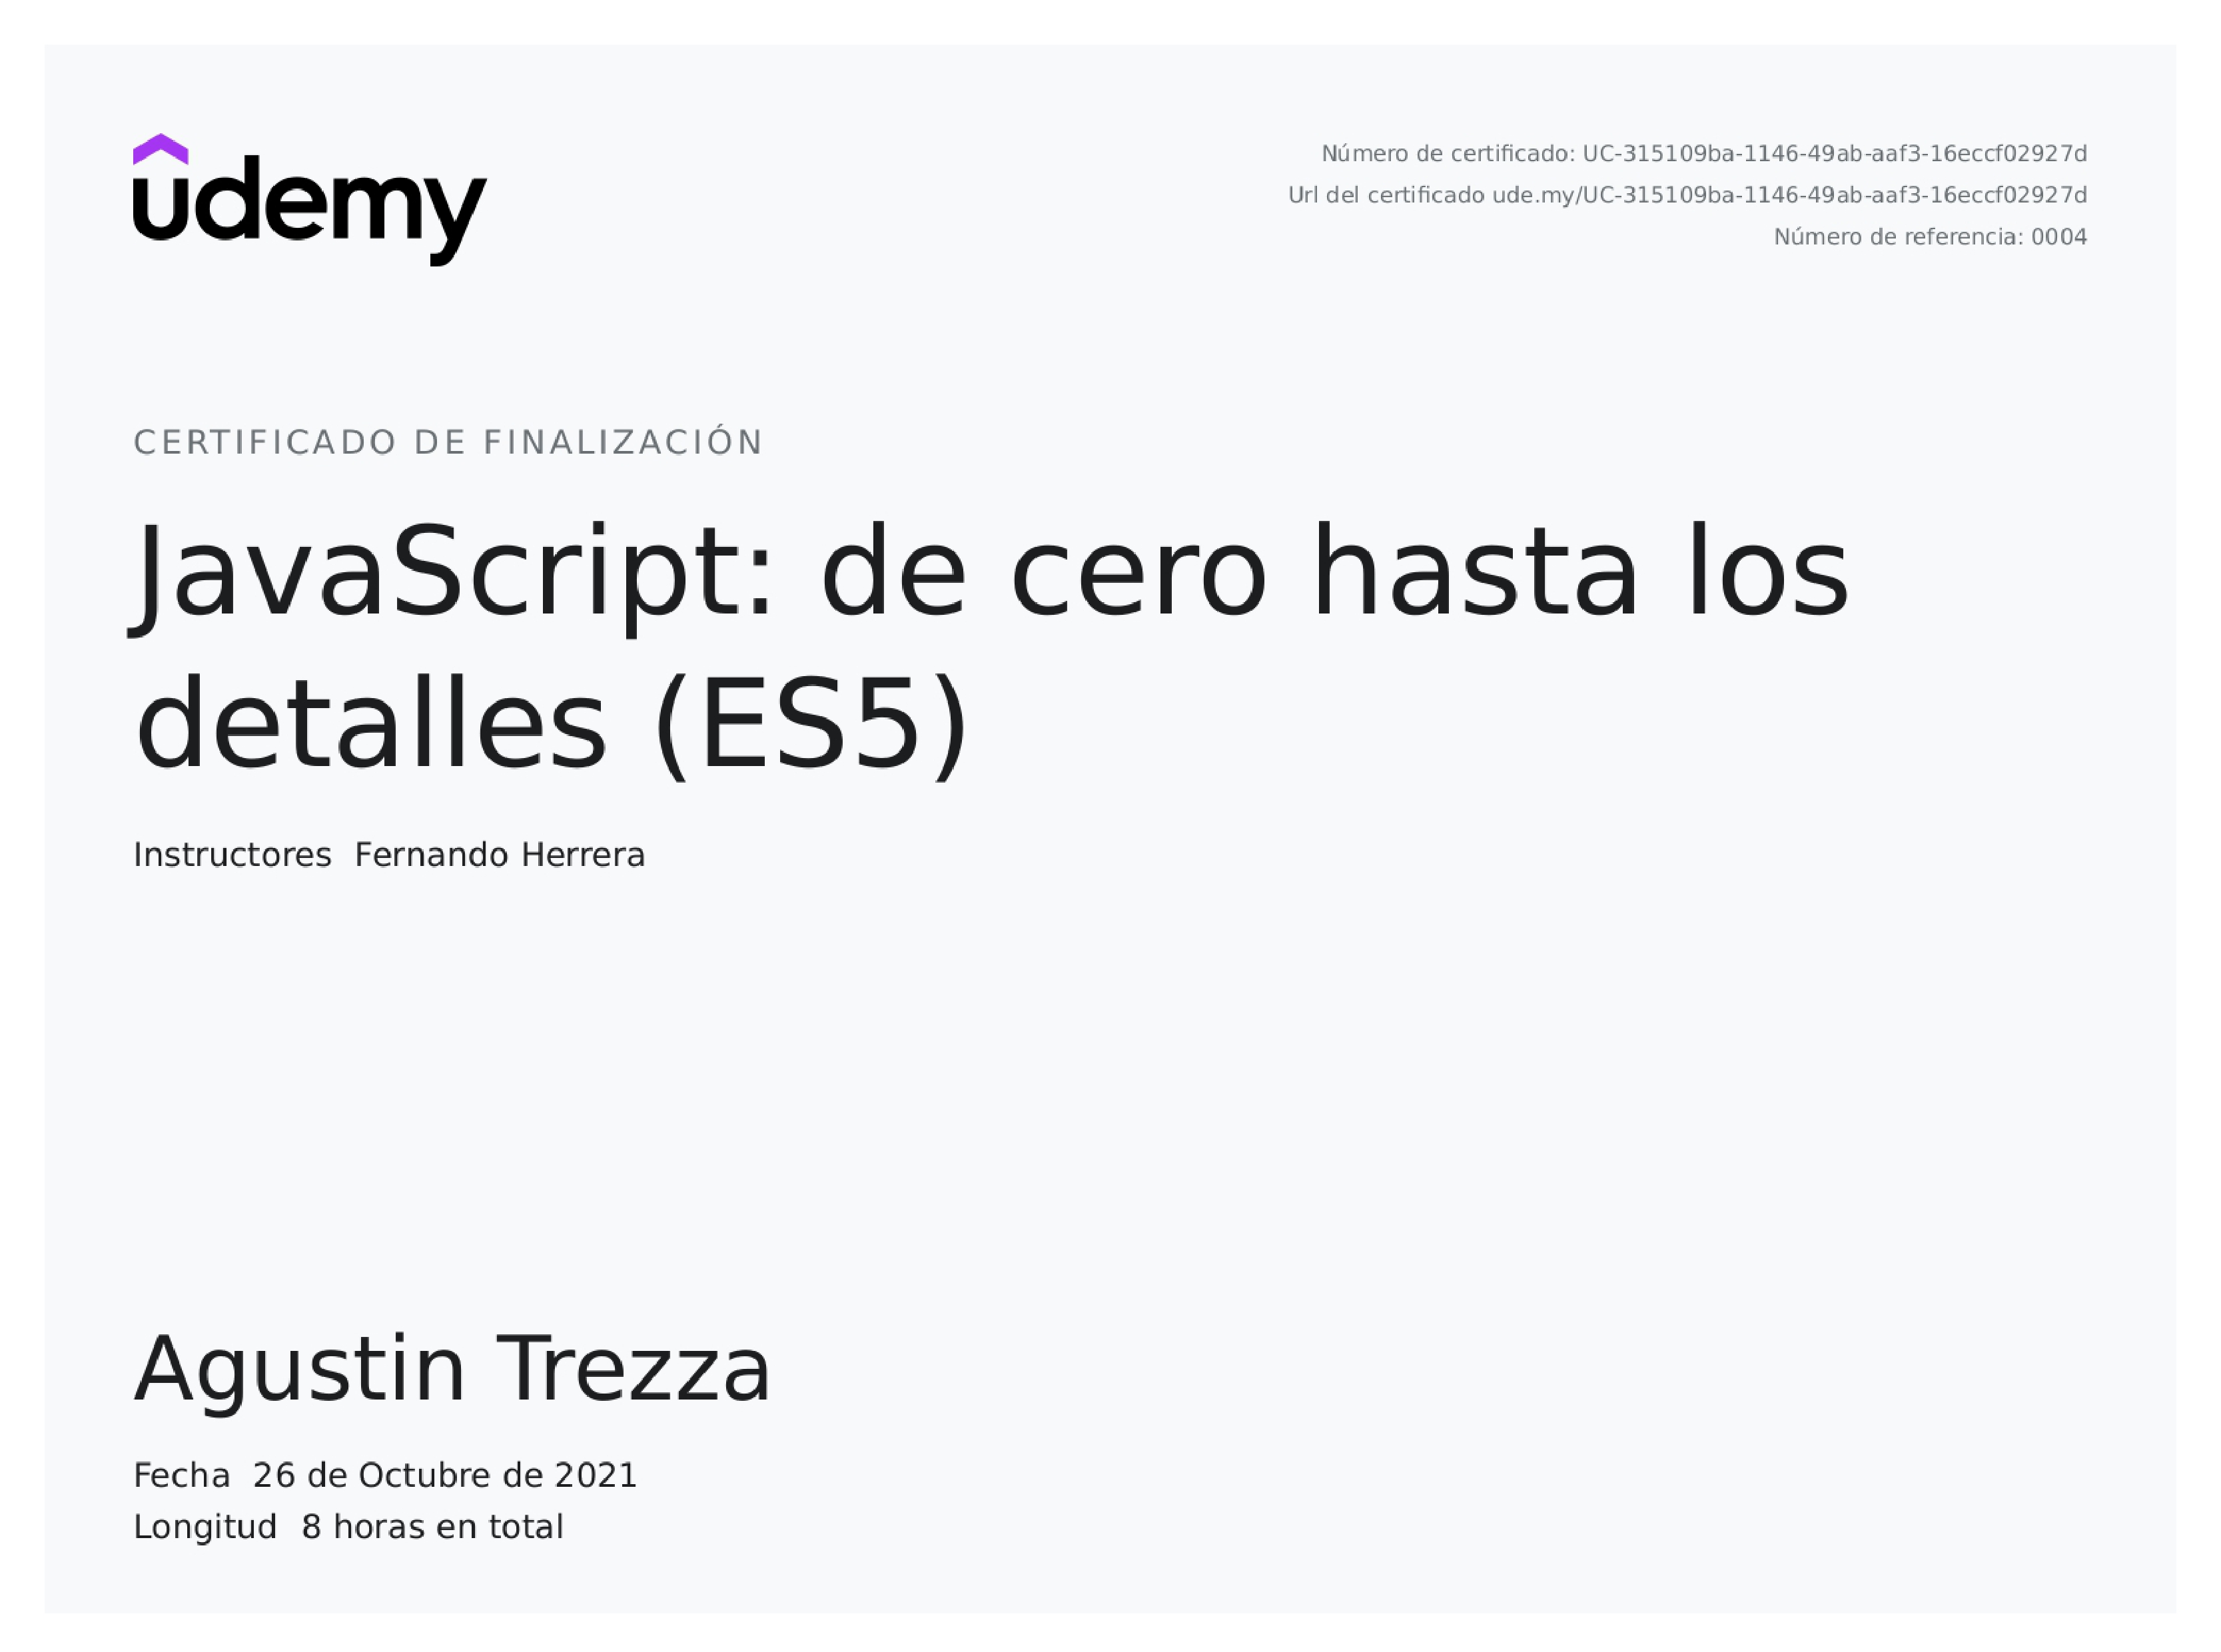 udemy
Número de certificado: UC-315109ba-1146-49ab-aaf3-16eccf02927d
Url del certificado ude.my/UC-315109ba-1146-49ab-aaf3-16eccf02927d
Número de referencia: 0004
CERTIFICADO DE FINALIZACIÓN
JavaScript: de cero hasta los
detalles (ES5)
Instructores  Fernando Herrera
Agustin Trezza
Fecha  26 de Octubre de 2021
Longitud  8 horas en total